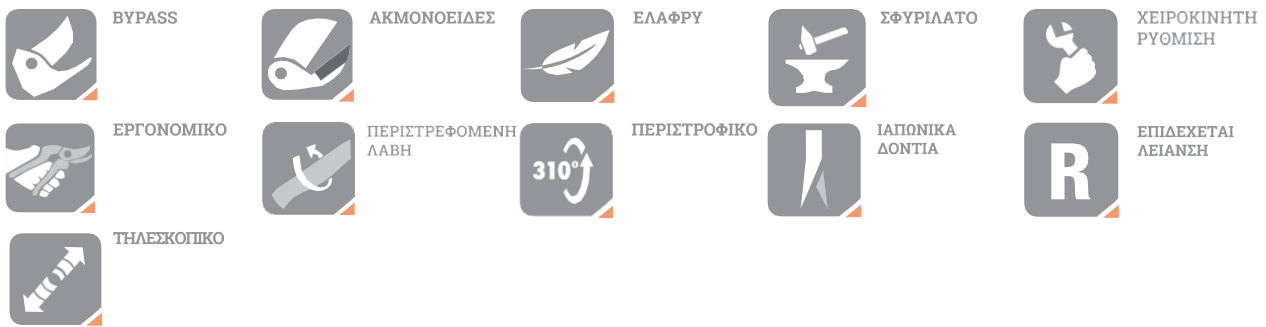 BYPASS
ΑΚΜΟΝΟΕΙΔΕΣ
ΕΛΑΦΡΥ
ΣΦΥΡΙΛΑΤΟ
ΧΕΙΡΟΚΙΝΗΤΗ
ΡΥΘΜΙΣΗ
ΕΡΓΟΝΟΜΙΚΟ
ΠΕΡΙΣΤΡΕΦΟΜΕΝΗ
ΛΑΒΗ
310°
ΠΕΡΙΣΤΡΟΦΙΚΟ
ΙΑΠΩΝΙΚΑ
ΔΟΝΤΙΑ
R
ΕΠΙΔΕΧΕΤΑΙ
ΛΕΙΑΝΣΗ
ΤΗΛΕΣΚΟΠΙΚΟ